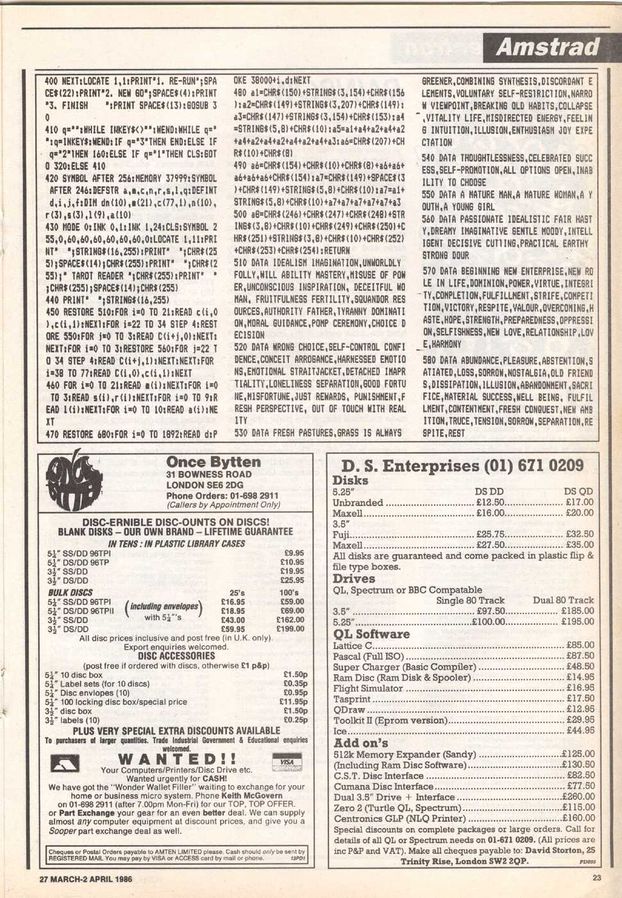 Amstrad
400 NEXT:LOCATE 1,1:PRINT"1. RE-RUN";SPA
CE$(22):PRINT"2. NEW GO";SPACE$(4):PRINT
"3. FINISH    ":PRINT SPACE$(13):GOSUB 3
0
410 q="":WHILE INKEY$<>"":WEND:WHILE q="
":q=INKEY$:WEND:IF q="3"THEN END:ELSE IF
q="2"THEN 160:ELSE IF q="1"THEN CLS:GOT
O 320:ELSE 410
420 SYMBOL AFTER 256:MEMORY 37999:SYMBOL
AFTER 246:DEFSTR a,m,c,n,r,s,l,q:DEFINT
430 MODE 0:INK 0,1:INK 1,24:CLS:SYMBOL 2
55,0,60,60,60,60,60,60,0:LOCATE 1,1:PRI
440 PRINT" ";STRING$(16,255)
450 RESTORE 510:FOR i=0 TO 21:READ c(i,0
),c(i,1):NEXT:FOR i=22 TO 34 STEP 4:REST
ORE 550:FOR j=0 TO 3:READ C(i+j,0):NEXT:
NEXT:FOR i=0 TO 3:RESTORE 560:FOR j=22 T
O 34 STEP 4:READ C(i+j,1):NEXT:NEXT:FOR
i=38 TO 77:READ C(i,0),c(i,1):NEXT
460 FOR i=0 TO 21:READ m(i):NEXT:FOR i=0
TO 3:READ s(i),r(i):NEXT:FOR i=0 TO 9:R
EAD l(i):NEXT:FOR i=0 TO 10:READ a(i):NE
XT
470 RESTORE 680:FOR i=0 TO 1892:READ d:P
OKE 38000+i,d:NEXT
480 a1=CHR$(150)+STRING$(3,154)+CHR$(156
):a2=CHR$(149)+STRING$(3,207)+CHR$(149):
a3=CHR$(147)+STRING$(3,154)+CHR$(153):a4
=STRING$(5,8)+CHR$(10):a5=a1+a4+a2+a4+a2
+a4+a2+a4+a2+a4+a2+a4+a3:a6=CHR$(207)+CH
R$(10)+CHR$(8)
490 a6=CHR$(154)+CHR$(10)+CHR$(8)+a6+a6+
a6+a6+a6+CHR$(154):a7=CHR$(149)+SPACE$(3
)+CHR$(149)+STRING$(5,8)+CHR$(10):a7=a1+
STRING$(5,8)+CHR$(10)+a7+a7+a7+a7+a7+a3
500 a8=CHR$(246)+CHR$(247)+CHR$(248)+STR
ING$(3,8)+CHR$(10)+CHR$(249)+CHR$(250)+C
HR$(251)+STRING$(3,8)+CHR$(10)+CHR$(252)
+CHR$(253)+CHR$(254):RETURN
510 DATA IDEALISM IMAGINATION,UNWORLDLY
FOLLY,WILL ABILITY MASTERY,MISUSE OF POW
ER,UNCONSCIOUS INSPIRATION, DECEITFUL WO
MAN, FRUITFULNESS FERTILITY,SQUANDOR RES
OURCES,AUTHORITY FATHER,TYRANNY DOMINATI
ON,MORAL GUIDANCE,POMP CEREMONY,CHOICE D
ECISION
520 DATA WRONG CHOICE,SELF-CONTROL CONFI
DENCE,CONCEIT ARROGANCE,HARNESSED EMOTIO
NS,EMOTIONAL STRAITJACKET,DETACHED IMAPR
TIALITY,LONELINESS SEPARATION,GOOD FORTU
NE,MISFORTUNE,JUST REWARDS, PUNISHMENT,F
RESH PERSPECTIVE, OUT OF TOUCH WITH REAL
ITY
530 DATA FRESH PASTURES,GRASS IS ALWAYS
GREENER,COMBINING SYNTHESIS,DISCORDANT E
LEMENTS,VOLUNTARY SELF-RESTRICTION,NARRO
W VIEWPOINT,BREAKING OLD HABITS,COLLAPSE
,VITALITY LIFE,MISDIRECTED ENERGY,FEELIN
G INTUITION,ILLUSION,ENTHUSIASM JOY EXPE
CTATION
540 DATA THOUGHTLESSNESS,CELEBRATED SUCC
ESS,SELF-PROMOTION,ALL OPTIONS OPEN,INAB
ILITY TO CHOOSE
550 DATA A MATURE MAN,A MATURE WOMAN,A Y
OUTH,A YOUNG GIRL
560 DATA PASSIONATE IDEALISTIC FAIR HAST
Y,DREAMY IMAGINATIVE GENTLE MOODY,INTELL
IGENT DECISIVE CUTTING,PRACTICAL EARTHY
STRONG DOUR
570 DATA BEGINNING NEW ENTERPRISE,NEW RO
LE IN LIFE,DOMINION,POWER,VIRTUE,INTEGRI
TY,COMPLETION,FULFILLMENT,STRIFE,COMPETI
TION,VICTORY,RESPITE,VALOUR,OVERCOMING,H
ASTE,HOPE,STRENGTH,PREPAREDNESS,OPPRESSI
ON,SELFISHNESS,NEW LOVE,RELATIONSHIP,LOV
E,HARMONY
580 DATA ABUNDANCE,PLEASURE,ABSTENTION,S
ATIATED,LOSS,SORROW,NOSTALGIA,OLD FRIEND
S,DISSIPATION,ILLUSION,ABANDONMENT,SACRI
FICE,MATERIAL SUCCESS,WELL BEING, FULFIL
LMENT,CONTENTMENT,FRESH CONQUEST,NEW AMB
ITION,TRUCE,TENSION,SORROW,SEPARATION,RE
SPITE,REST
ONCE BYTTEN
Once Bytten
31 BOWNESS ROAD
LONDON SE6 2DG
Phone Orders: 01-698 2911
(Callers by Appointment Only)
DISC-ERNIBLE DISC-OUNTS ON DISCS!
BLANK DISKS – OUR OWN BRAND – LIFETIME GUARANTEE
IN TENS : IN PLASTIC LIBRARY CASES
5¼" SS/DD 96TPI £9.95
5¼" DS/DD 96TP £10.95
3½" SS/DD £19.95
3½" DS/DD £25.95
BULK DISCS 25's 100's
5¼" SS/DD 96TPI £16.95 £59.00
5¼" DS/DD 96TPII £18.95 £69.00
3½" SS/DD £43.00 £162.00
3½" DS/DD £59.95 £199.00
(including envelopes)
with 5¼"'s
All disc prices inclusive and post free (in U.K. only).
Export enquiries welcomed.
DISC ACCESSORIES
(post free if ordered with discs, otherwise £1 p&p)
5¼" 10 disc box £1.50p
5¼" Label sets (for 10 discs) £0.35p
5¼" Disc envelopes (10) £0.95p
5¼" 100 locking disc box/special price £11.95p
3½" disc box £1.50p
3½" labels (10) £0.25p
PLUS VERY SPECIAL EXTRA DISCOUNTS AVAILABLE
To purchasers of larger quantities. Trade Industrial Government & Educational enquiries
welcomed.
WANTED!!
VISA
Your Computers/Printers/Disc Drive etc.
Wanted urgently for CASH!
We have got the "Wonder Wallet Filler" waiting to exchange for your
home or business micro system. Phone Keith McGovern
on 01-698 2911 (after 7.00pm Mon-Fri) for our TOP, TOP OFFER,
or Part Exchange your gear for an even better deal. We can supply
almost any computer equipment at discount prices, and give you a
Sooper part exchange deal as well.
Cheques or Postal Orders payable to AMTEN LIMITED please. Cash should only be sent by
REGISTERED MAIL. You may pay by VISA or ACCESS card by mail or phone. 13PD1
D. S. Enterprises (01) 671 0209
Disks
5.25" DS DD DS QD
Unbranded £12.50 £17.00
Maxell £16.00 £20.00
3.5"
Fuji £25.75 £32.50
Maxell £27.50 £35.00
All disks are guaranteed and come packed in plastic flip &
file type boxes.
Drives
QL, Spectrum or BBC Compatable
Single 80 Track Dual 80 Track
3.5" £97.50 £185.00
5.25" £100.00 £195.00
QL Software
Lattice C £85.00
Pascal (Full ISO) £87.50
Super Charger (Basic Compiler) £48.50
Ram Disc (Ram Disk & Spooler) £14.95
Flight Simulator £16.95
Tasprint £17.50
QDraw £12.95
Toolkit II (Eprom version) £29.95
Ice £44.95
Add on's
512k Memory Expander (Sandy) £125.00
(Including Ram Disc Software) £130.50
C.S.T. Disc Interface £82.50
Cumana Disc Interface £77.50
Dual 3.5" Drive + Interface £260.00
Zero 2 (Turtle QL, Spectrum) £115.00
Centronics GLP (NLQ Printer) £160.00
Special discounts on complete packages or large orders. Call for
details of all QL or Spectrum needs on 01-671 0209. (All prices are
inc P&P and VAT). Make all cheques payable to: David Storton, 25
Trinity Rise, London SW2 2QP.
27 MARCH-2 APRIL 1986
23